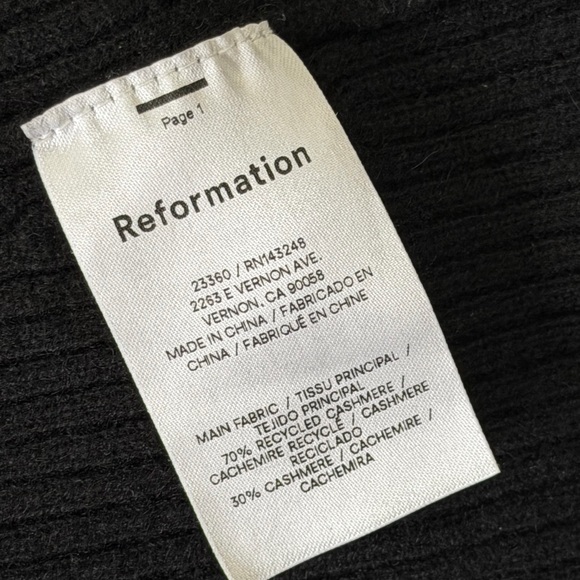 Page 1
Reformation
23360 / RN143248
2263 E VERNON AVE.
VERNON, CA 90058
MADE IN CHINA / FABRICADO EN
CHINA / FABRIQUÉ EN CHINE
MAIN FABRIC / TISSU PRINCIPAL /
TEJIDO PRINCIPAL
70% RECYCLED CASHMERE /
CACHEMIRE RECYCLÉ / CASHMERE
RECICLADO
30% CASHMERE / CACHEMIRE /
CACHEMIRA